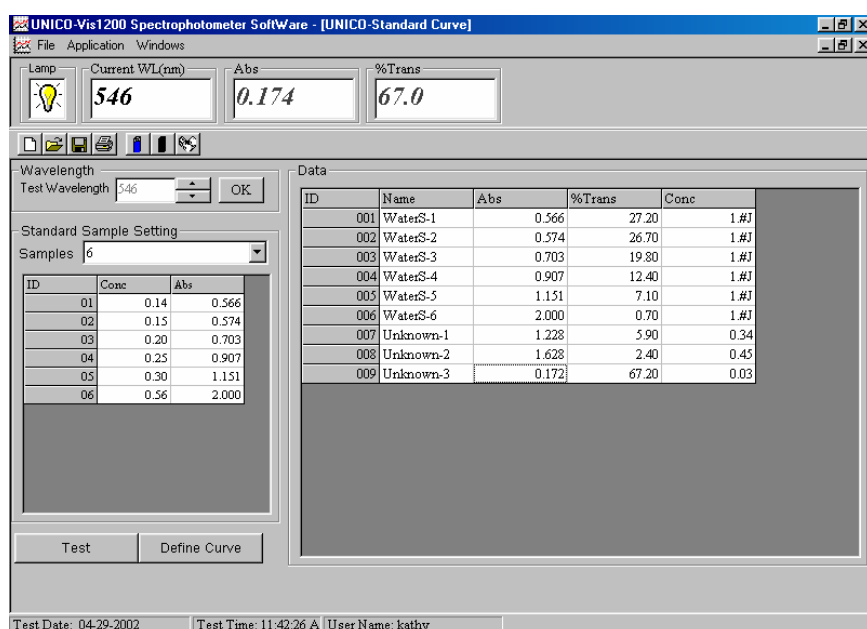 UNICO-Vis1200 Spectrophotometer SoftWare - [UNICO-Standard Curve]
File Application Windows
Lamp Current WL(nm) Abs %Trans
546 0.174 67.0
Wavelength
Test Wavelength 546 OK
Standard Sample Setting
Samples 6
ID Conc Abs
01 0.14 0.566
02 0.15 0.574
03 0.20 0.703
04 0.25 0.907
05 0.30 1.151
06 0.56 2.000
Test Define Curve
Data
ID Name Abs %Trans Conc
001 WaterS-1 0.566 27.20 1.#J
002 WaterS-2 0.574 26.70 1.#J
003 WaterS-3 0.703 19.80 1.#J
004 WaterS-4 0.907 12.40 1.#J
005 WaterS-5 1.151 7.10 1.#J
006 WaterS-6 2.000 0.70 1.#J
007 Unknown-1 1.228 5.90 0.34
008 Unknown-2 1.628 2.40 0.45
009 Unknown-3 0.172 67.20 0.03
Test Date: 04-29-2002 Test Time: 11:42:26 A User Name: kathy